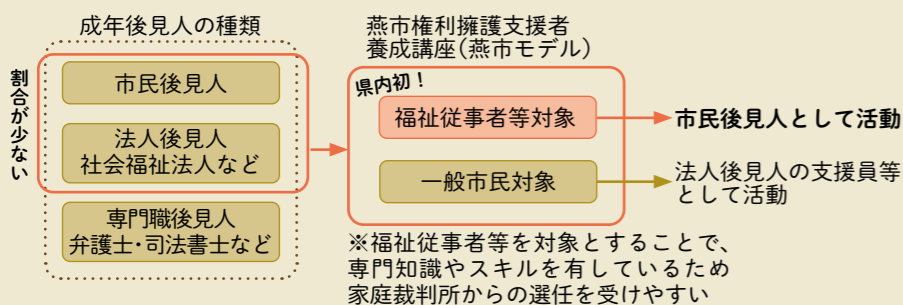 成年後見人の種類
割合が少ない
市民後見人
法人後見人
社会福祉法人など
専門職後見人
弁護士・司法書士など
燕市権利擁護支援者
養成講座(燕市モデル)
県内初!
福祉従事者等対象
一般市民対象
市民後見人として活動
法人後見人の支援員等
として活動
※福祉従事者等を対象とすることで、
専門知識やスキルを有しているため
家庭裁判所からの選任を受けやすい